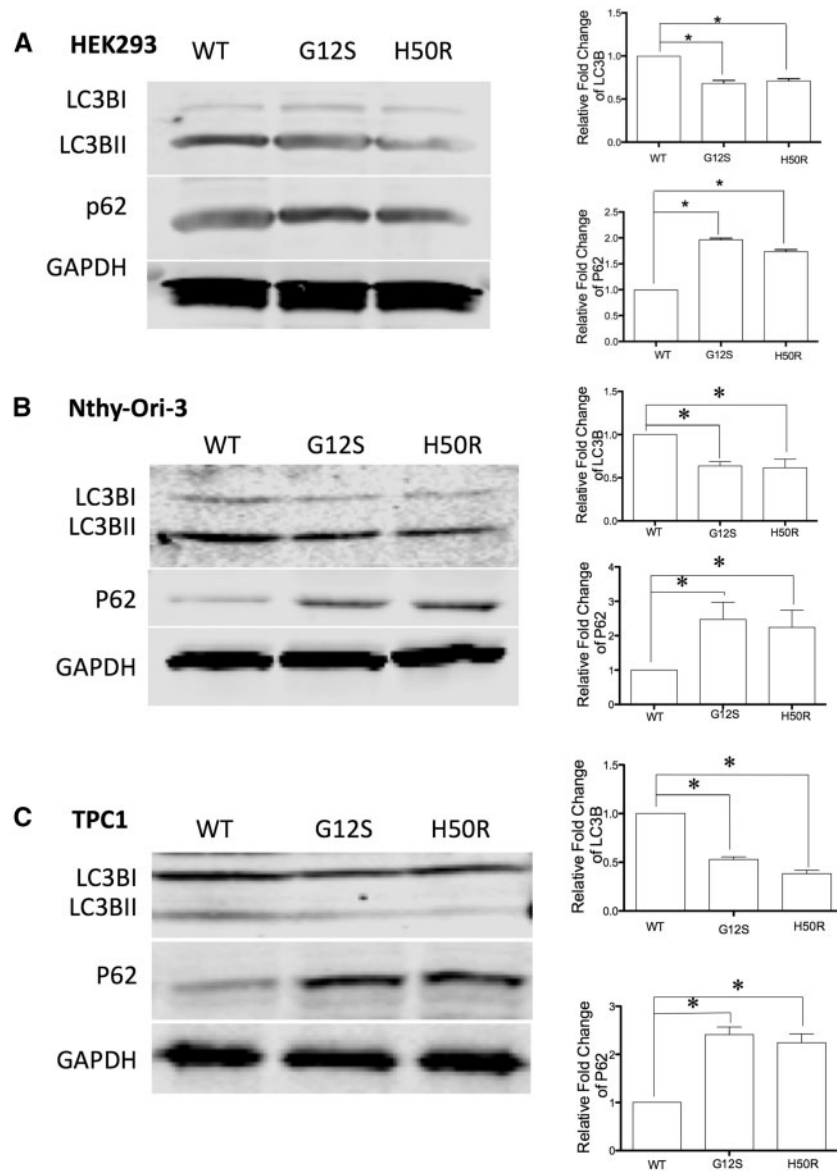 A HEK293
WT G12S H50R
LC3BI
LC3BII
p62
GAPDH
Relative Fold Change
of LC3B
1.5
1.0
0.5
0.0
* *
WT G12S H50R
Relative Fold Change
of P62
2.5
2.0
1.5
1.0
0.5
0.0
* *
WT G12S H50R
B Nthy-Ori-3
WT G12S H50R
LC3BI
LC3BII
P62
GAPDH
Relative Fold Change
of LC3B
1.5
1.0
0.5
0.0
* *
WT G12S H50R
Relative Fold Change
of P62
4
3
2
1
0
* *
WT G12S H50R
C TPC1
WT G12S H50R
LC3BI
LC3BII
P62
GAPDH
Relative Fold Change
of LC3B
1.5
1.0
0.5
0.0
* *
WT G12S H50R
Relative Fold Change
of P62
3
2
1
0
* *
WT G12S H50R